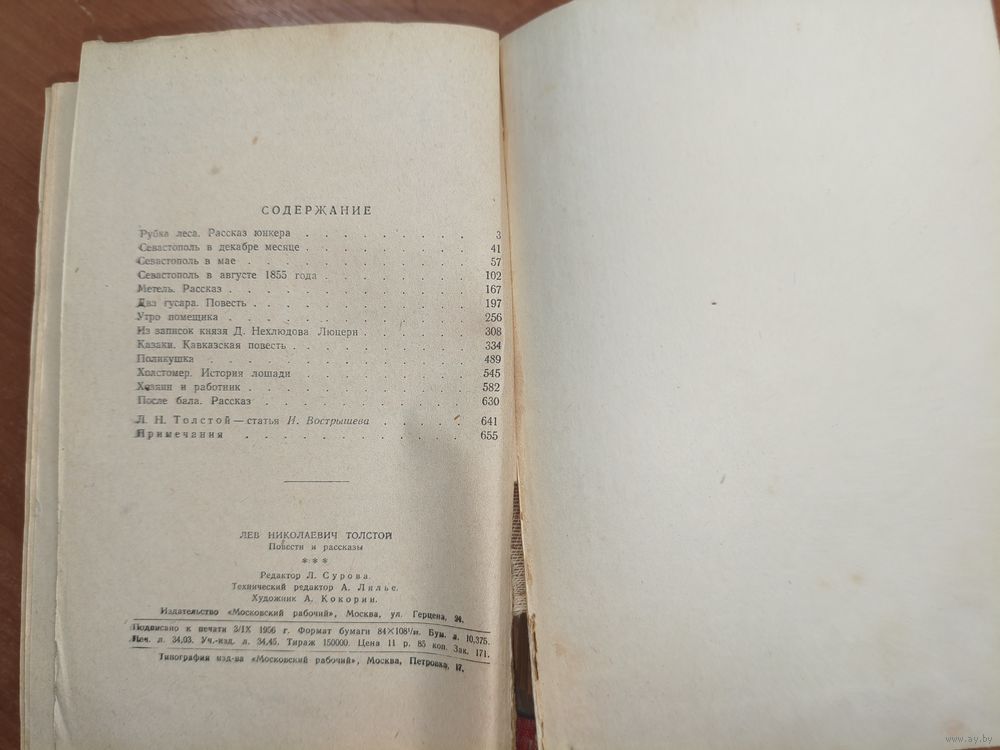 СОДЕРЖАНИЕ
Рубка леса. Рассказ юнкера . . . . . . . . 3
Севастополь в декабре месяце . . . . . . . . 41
Севастополь в мае . . . . . . . . . . 57
Севастополь в августе 1855 года . . . . . . . 102
Метель. Рассказ . . . . . . . . . . 167
Два гусара. Повесть . . . . . . . . . 197
Утро помещика . . . . . . . . . . 256
Из записок князя Д. Нехлюдова Люцерн . . . . . 308
Казаки. Кавказская повесть . . . . . . . . 334
Поликушка . . . . . . . . . . . 489
Холстомер. История лошади . . . . . . . 545
Хозяин и работник . . . . . . . . . 582
После бала. Рассказ . . . . . . . . . 630
Л. Н. Толстой — статья И. Вострышева . . . . 641
Примечания . . . . . . . . . . 655
ЛЕВ НИКОЛАЕВИЧ ТОЛСТОЙ
Повести и рассказы
* * *
Редактор Л. Сурова
Технический редактор А. Лилье.
Художник А. Кокорин.
Издательство «Московский рабочий», Москва, ул. Герцена, 24.
Подписано к печати 3/IX 1956 г. Формат бумаги Бум. л. 10,375.
Печ. л. 34,03. Уч.-изд. л. 34,45. Тираж 150000. Цена 11 р. 85 коп. Зак. 171.
Типография изд-ва «Московский рабочий», Москва, Петровка, 17.
www.ay.by